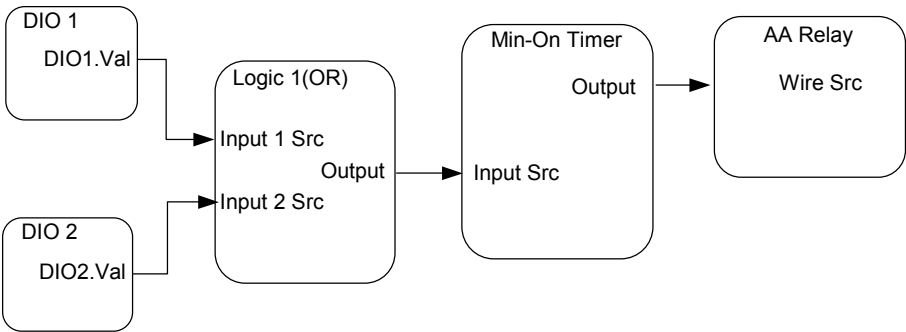 DIO 1
DIO1.Val
Logic 1(OR)
Input 1 Src
Output
Input 2 Src
DIO 2
DIO2.Val
Min-On Timer
Output
Input Src
AA Relay
Wire Src